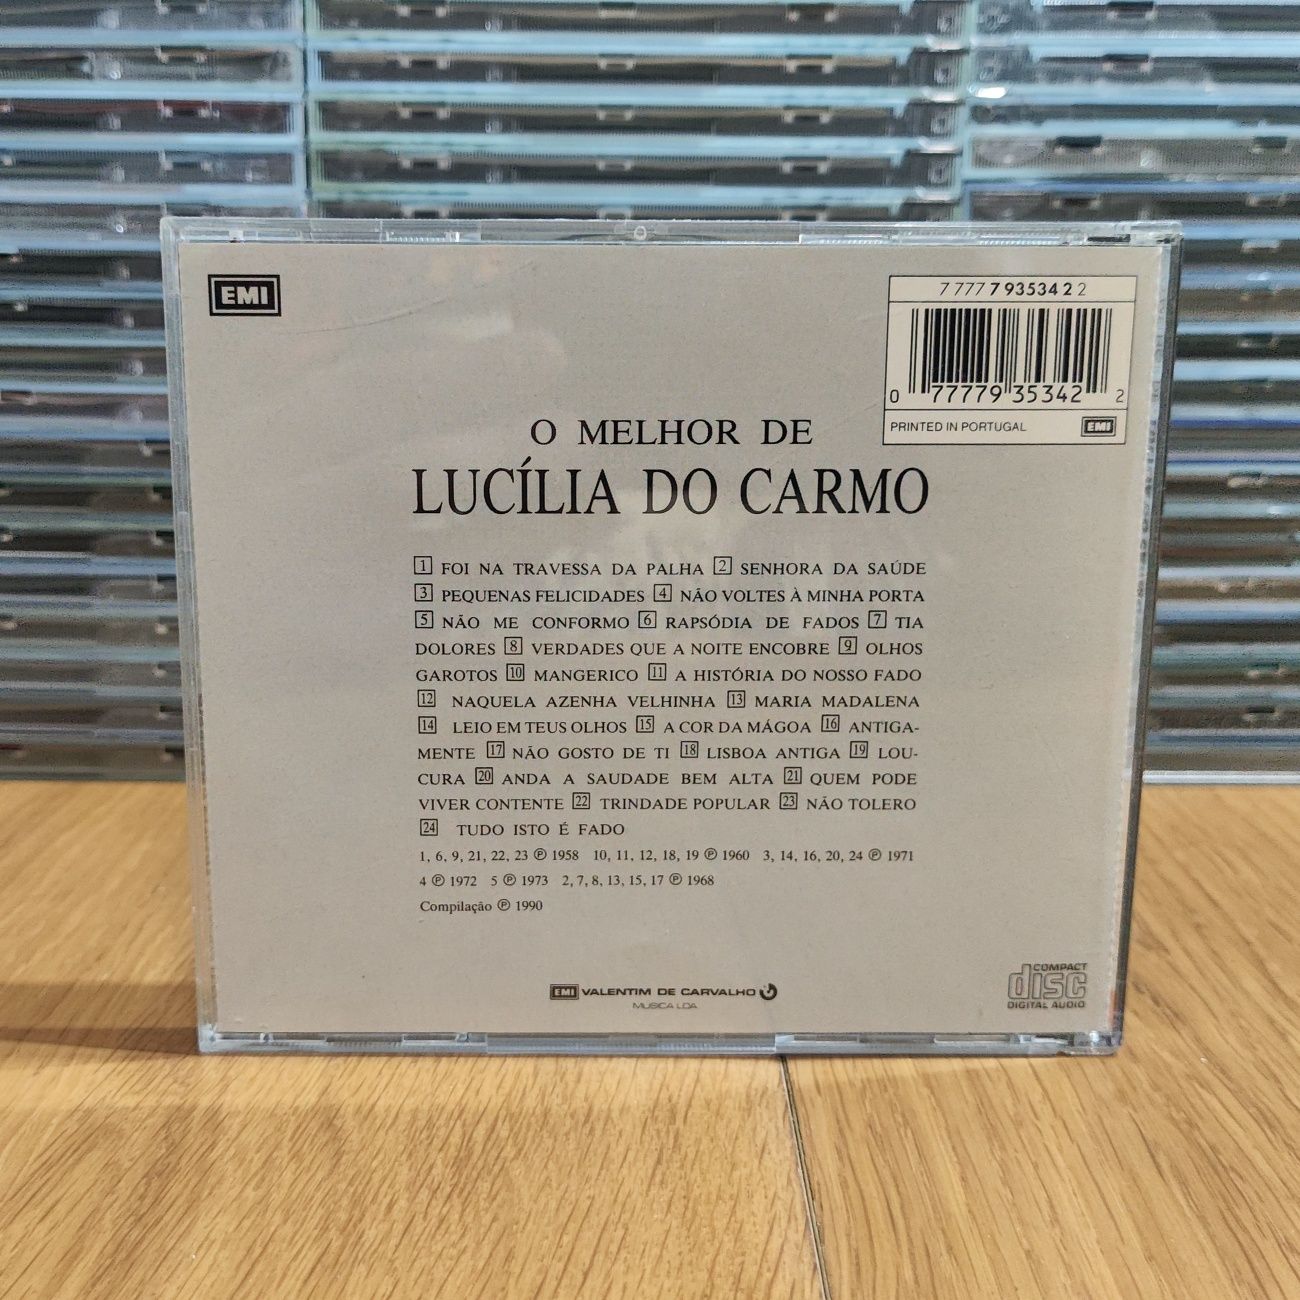 EMI
7 7777 93534 2 2
0 77779 35342 2
PRINTED IN PORTUGAL EMI
O MELHOR DE
LUCÍLIA DO CARMO
1 FOI NA TRAVESSA DA PALHA 2 SENHORA DA SAÚDE
3 PEQUENAS FELICIDADES 4 NÃO VOLTES À MINHA PORTA
5 NÃO ME CONFORMO 6 RAPSÓDIA DE FADOS 7 TIA
DOLORES 8 VERDADES QUE A NOITE ENCOBRE 9 OLHOS
GAROTOS 10 MANGERICO 11 A HISTÓRIA DO NOSSO FADO
12 NAQUELA AZENHA VELHINHA 13 MARIA MADALENA
14 LEIO EM TEUS OLHOS 15 A COR DA MÁGOA 16 ANTIGA-
MENTE 17 NÃO GOSTO DE TI 18 LISBOA ANTIGA 19 LOU-
CURA 20 ANDA A SAUDADE BEM ALTA 21 QUEM PODE
VIVER CONTENTE 22 TRINDADE POPULAR 23 NÃO TOLERO
24 TUDO ISTO É FADO
1, 6, 9, 21, 22, 23 ℗ 1958 10, 11, 12, 18, 19 ℗ 1960 3, 14, 16, 20, 24 ℗ 1971
4 ℗ 1972 5 ℗ 1973 2, 7, 8, 13, 15, 17 ℗ 1968
Compilação ℗ 1990
EMI VALENTIM DE CARVALHO
MUSICA LDA
COMPACT
disc
DIGITAL AUDIO